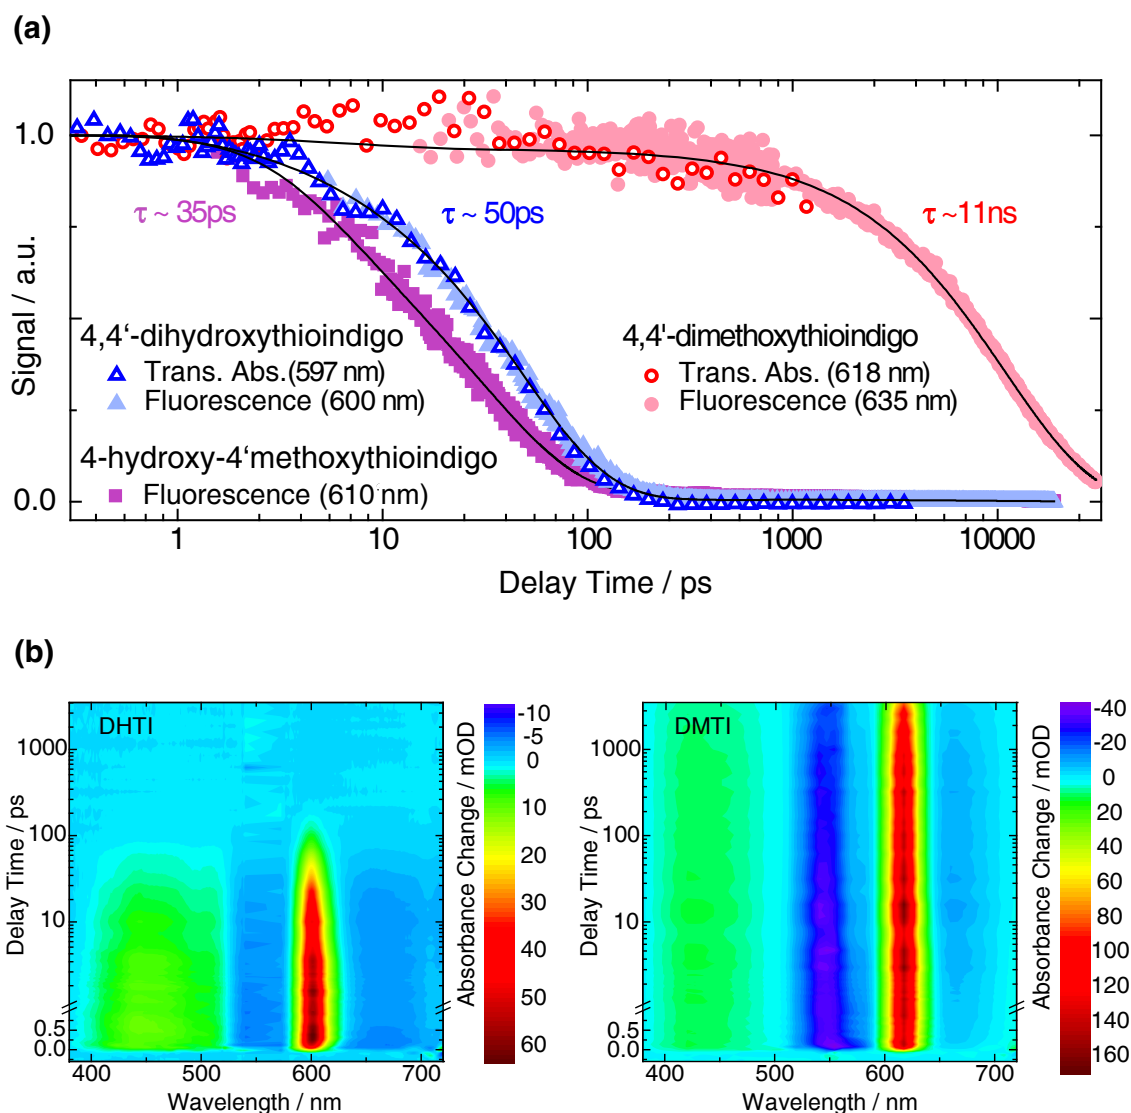 (a)
1.0
0.0
Signal / a.u.
τ ~ 35ps
τ ~ 50ps
τ ~11ns
4,4‘-dihydroxythioindigo
Trans. Abs.(597 nm)
Fluorescence (600 nm)
4-hydroxy-4‘methoxythioindigo
Fluorescence (610 nm)
4,4'-dimethoxythioindigo
Trans. Abs. (618 nm)
Fluorescence (635 nm)
1 10 100 1000 10000
Delay Time / ps
(b)
DHTI
Delay Time / ps
1000
100
10
0.5
0.0
400 500 600 700
Wavelength / nm
-10
-5
0
10
20
30
40
50
60
Absorbance Change / mOD
DMTI
Delay Time / ps
1000
100
10
0.5
0.0
400 500 600 700
Wavelength / nm
-40
-20
0
20
40
60
80
100
120
140
160
Absorbance Change / mOD